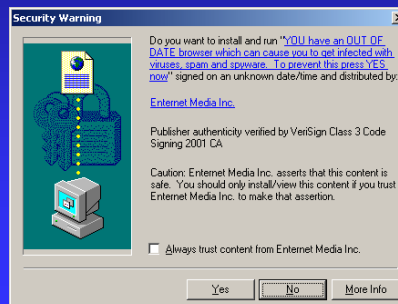 Security Warning
Do you want to install and run "YOU have an OUT OF
DATE browser which can cause you to get infected with
viruses, spam and spyware. To prevent this press YES
now" signed on an unknown date/time and distributed by:
Enternet Media Inc.
Publisher authenticity verified by VeriSign Class 3 Code
Signing 2001 CA
Caution: Enternet Media Inc. asserts that this content is
safe. You should only install/view this content if you trust
Enternet Media Inc. to make that assertion.
Always trust content from Enternet Media Inc.
Yes No More Info